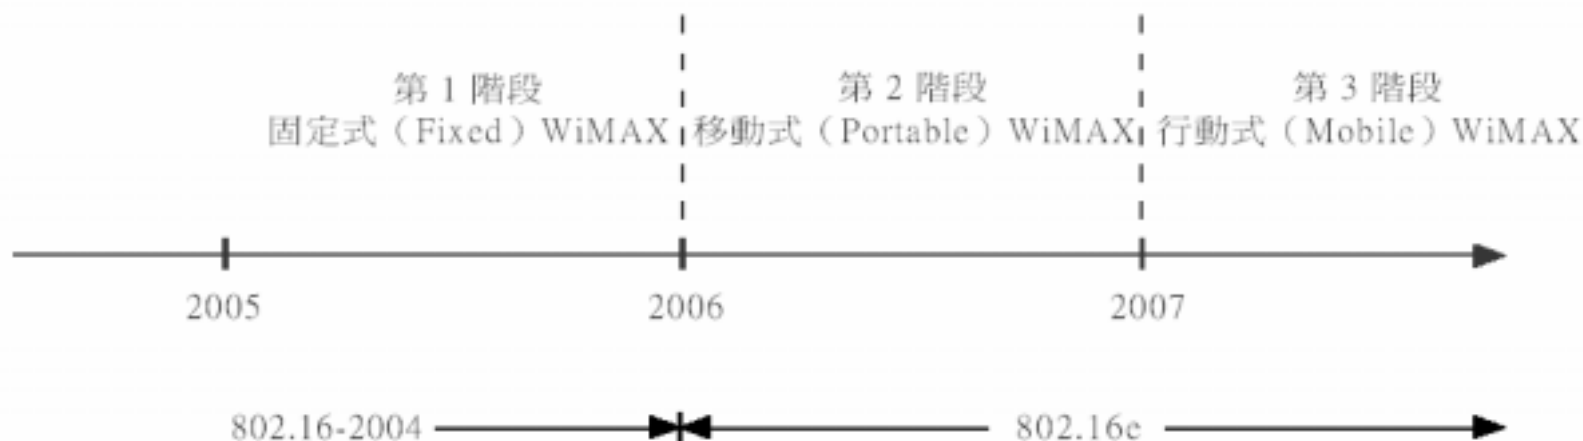 第 1 階段
固定式（Fixed）WiMAX
第 2 階段
移動式（Portable）WiMAX
第 3 階段
行動式（Mobile）WiMAX
2005
2006
2007
802.16-2004
802.16e